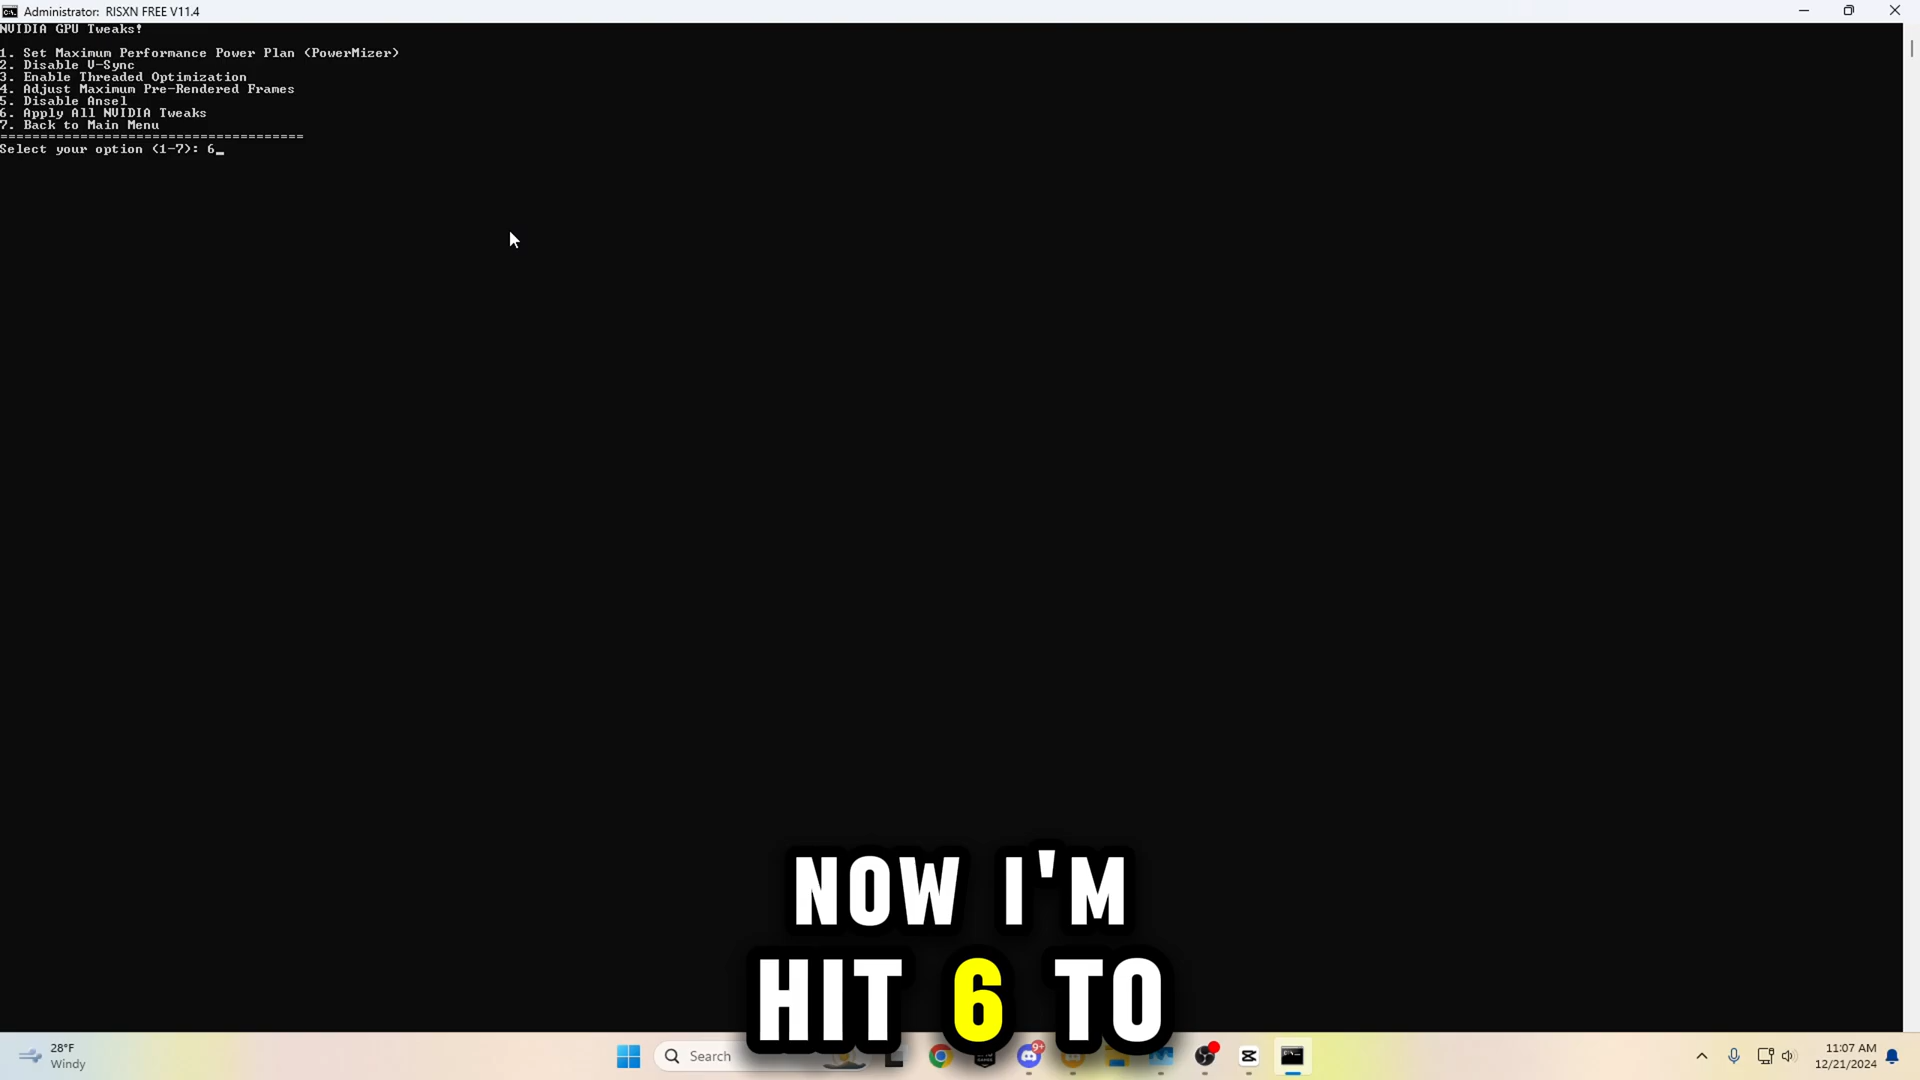 Administrator: RISXN FREE V11.4
NVIDIA GPU Tweaks!
1. Set Maximum Performance Power Plan (PowerMizer)
2. Disable V-Sync
3. Enable Threaded Optimization
4. Adjust Maximum Pre-Rendered Frames
5. Disable Ansel
6. Apply All NVIDIA Tweaks
7. Back to Main Menu
======================================
Select your option (1-7): 6_
NOW I'M
HIT 6 TO
28°F
Windy
Search
9+
11:07 AM
12/21/2024